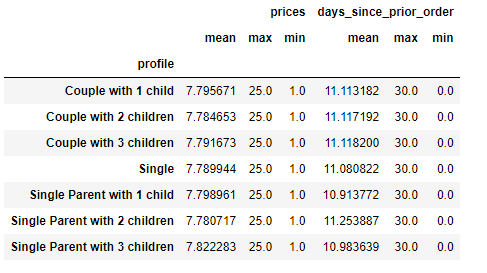 prices days_since_prior_order
mean max min mean max min
profile
Couple with 1 child 7.795671 25.0 1.0 11.113182 30.0 0.0
Couple with 2 children 7.784653 25.0 1.0 11.117192 30.0 0.0
Couple with 3 children 7.791673 25.0 1.0 11.118200 30.0 0.0
Single 7.789944 25.0 1.0 11.080822 30.0 0.0
Single Parent with 1 child 7.798961 25.0 1.0 10.913772 30.0 0.0
Single Parent with 2 children 7.780717 25.0 1.0 11.253887 30.0 0.0
Single Parent with 3 children 7.822283 25.0 1.0 10.983639 30.0 0.0